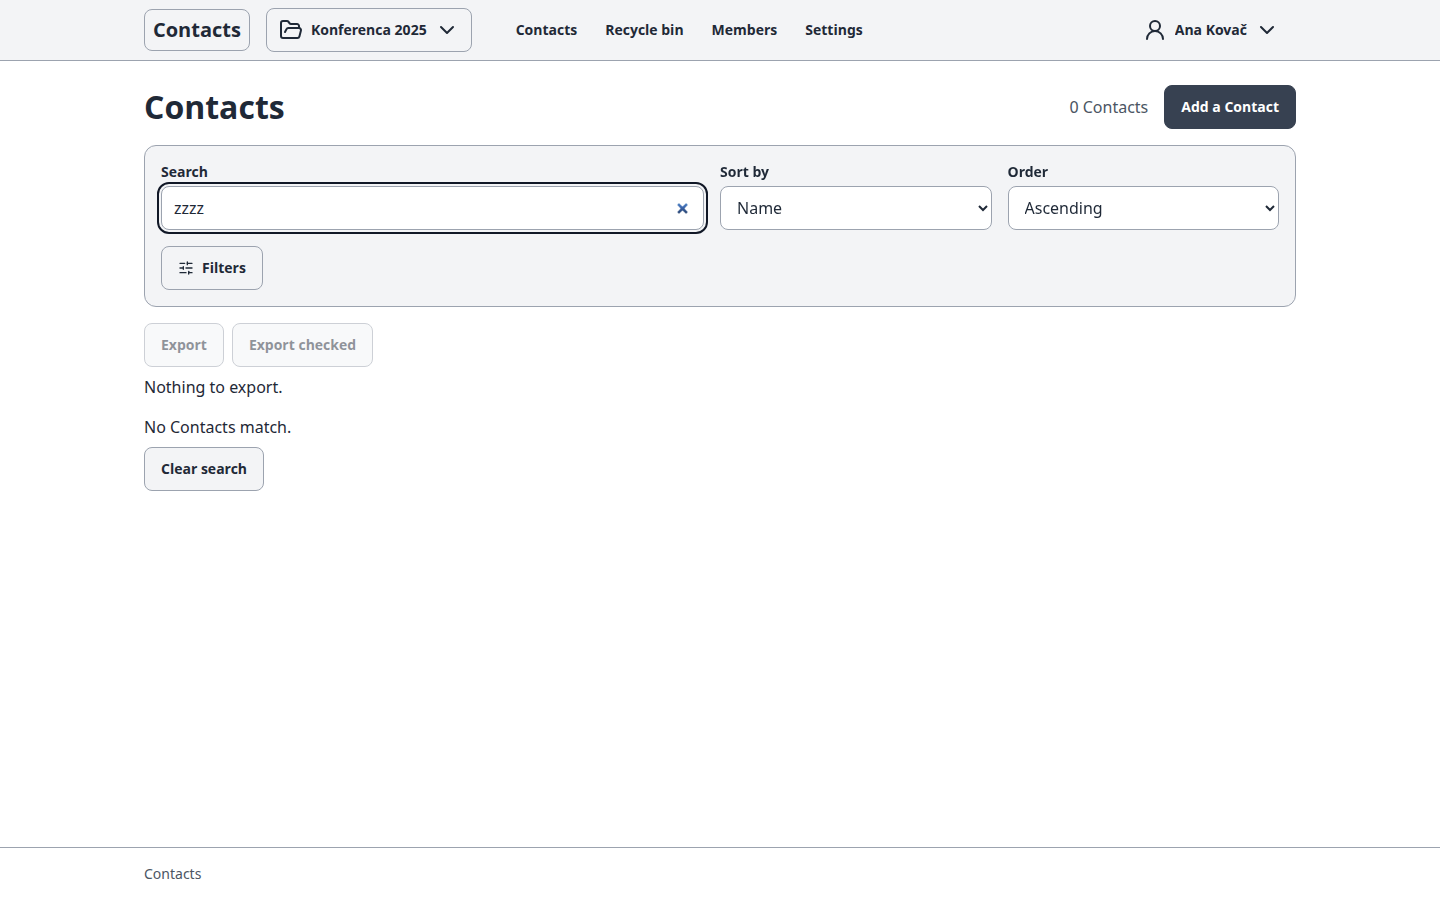 Contacts
Konferenca 2025
Contacts
Recycle bin
Members
Settings
Ana Kovač
Contacts
0 Contacts
Add a Contact
Search
Sort by
Order
zzzz
Name
Ascending
Filters
Export
Export checked
Nothing to export.
No Contacts match.
Clear search
Contacts